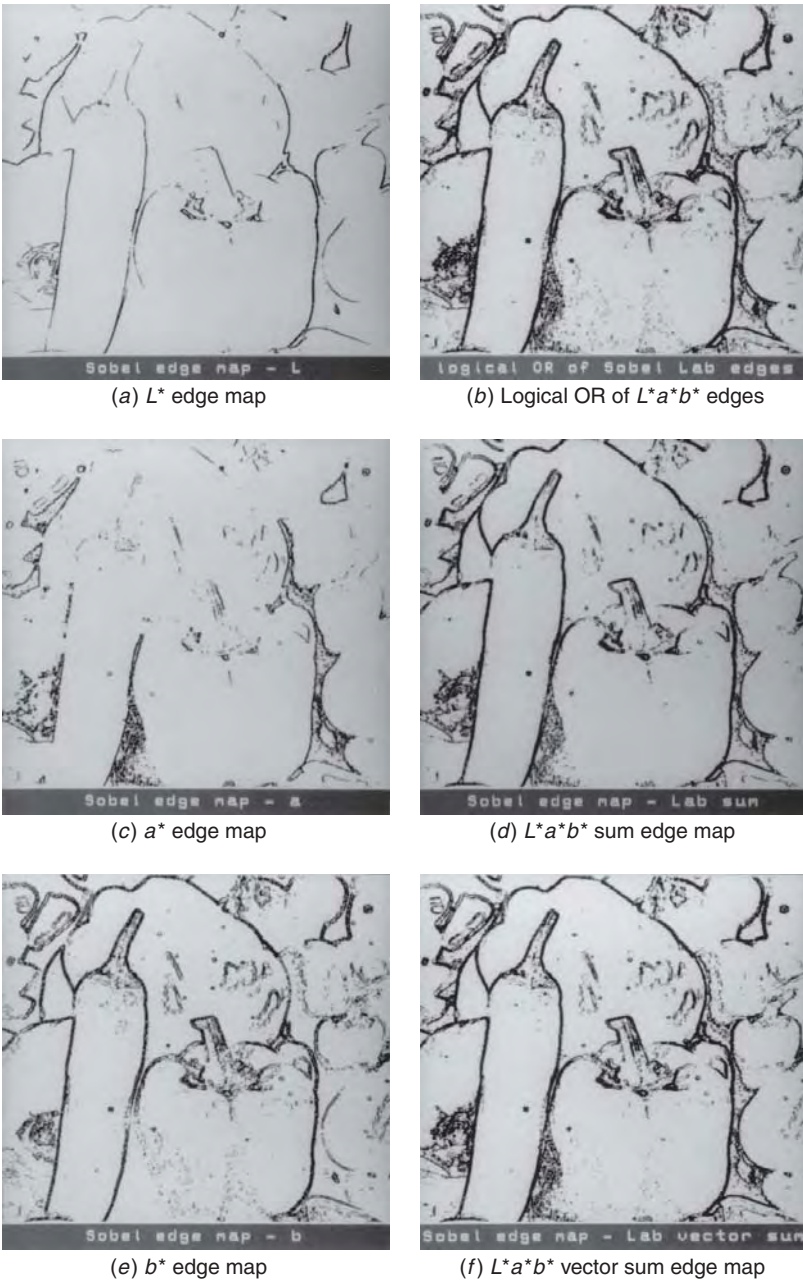 Sobel edge map - L
logical OR of Sobel Lab edges
(a) L* edge map
(b) Logical OR of L*a*b* edges
Sobel edge map - a
Sobel edge map - Lab sum
(c) a* edge map
(d) L*a*b* sum edge map
Sobel edge map - b
Sobel edge map - Lab vector sum
(e) b* edge map
(f) L*a*b* vector sum edge map